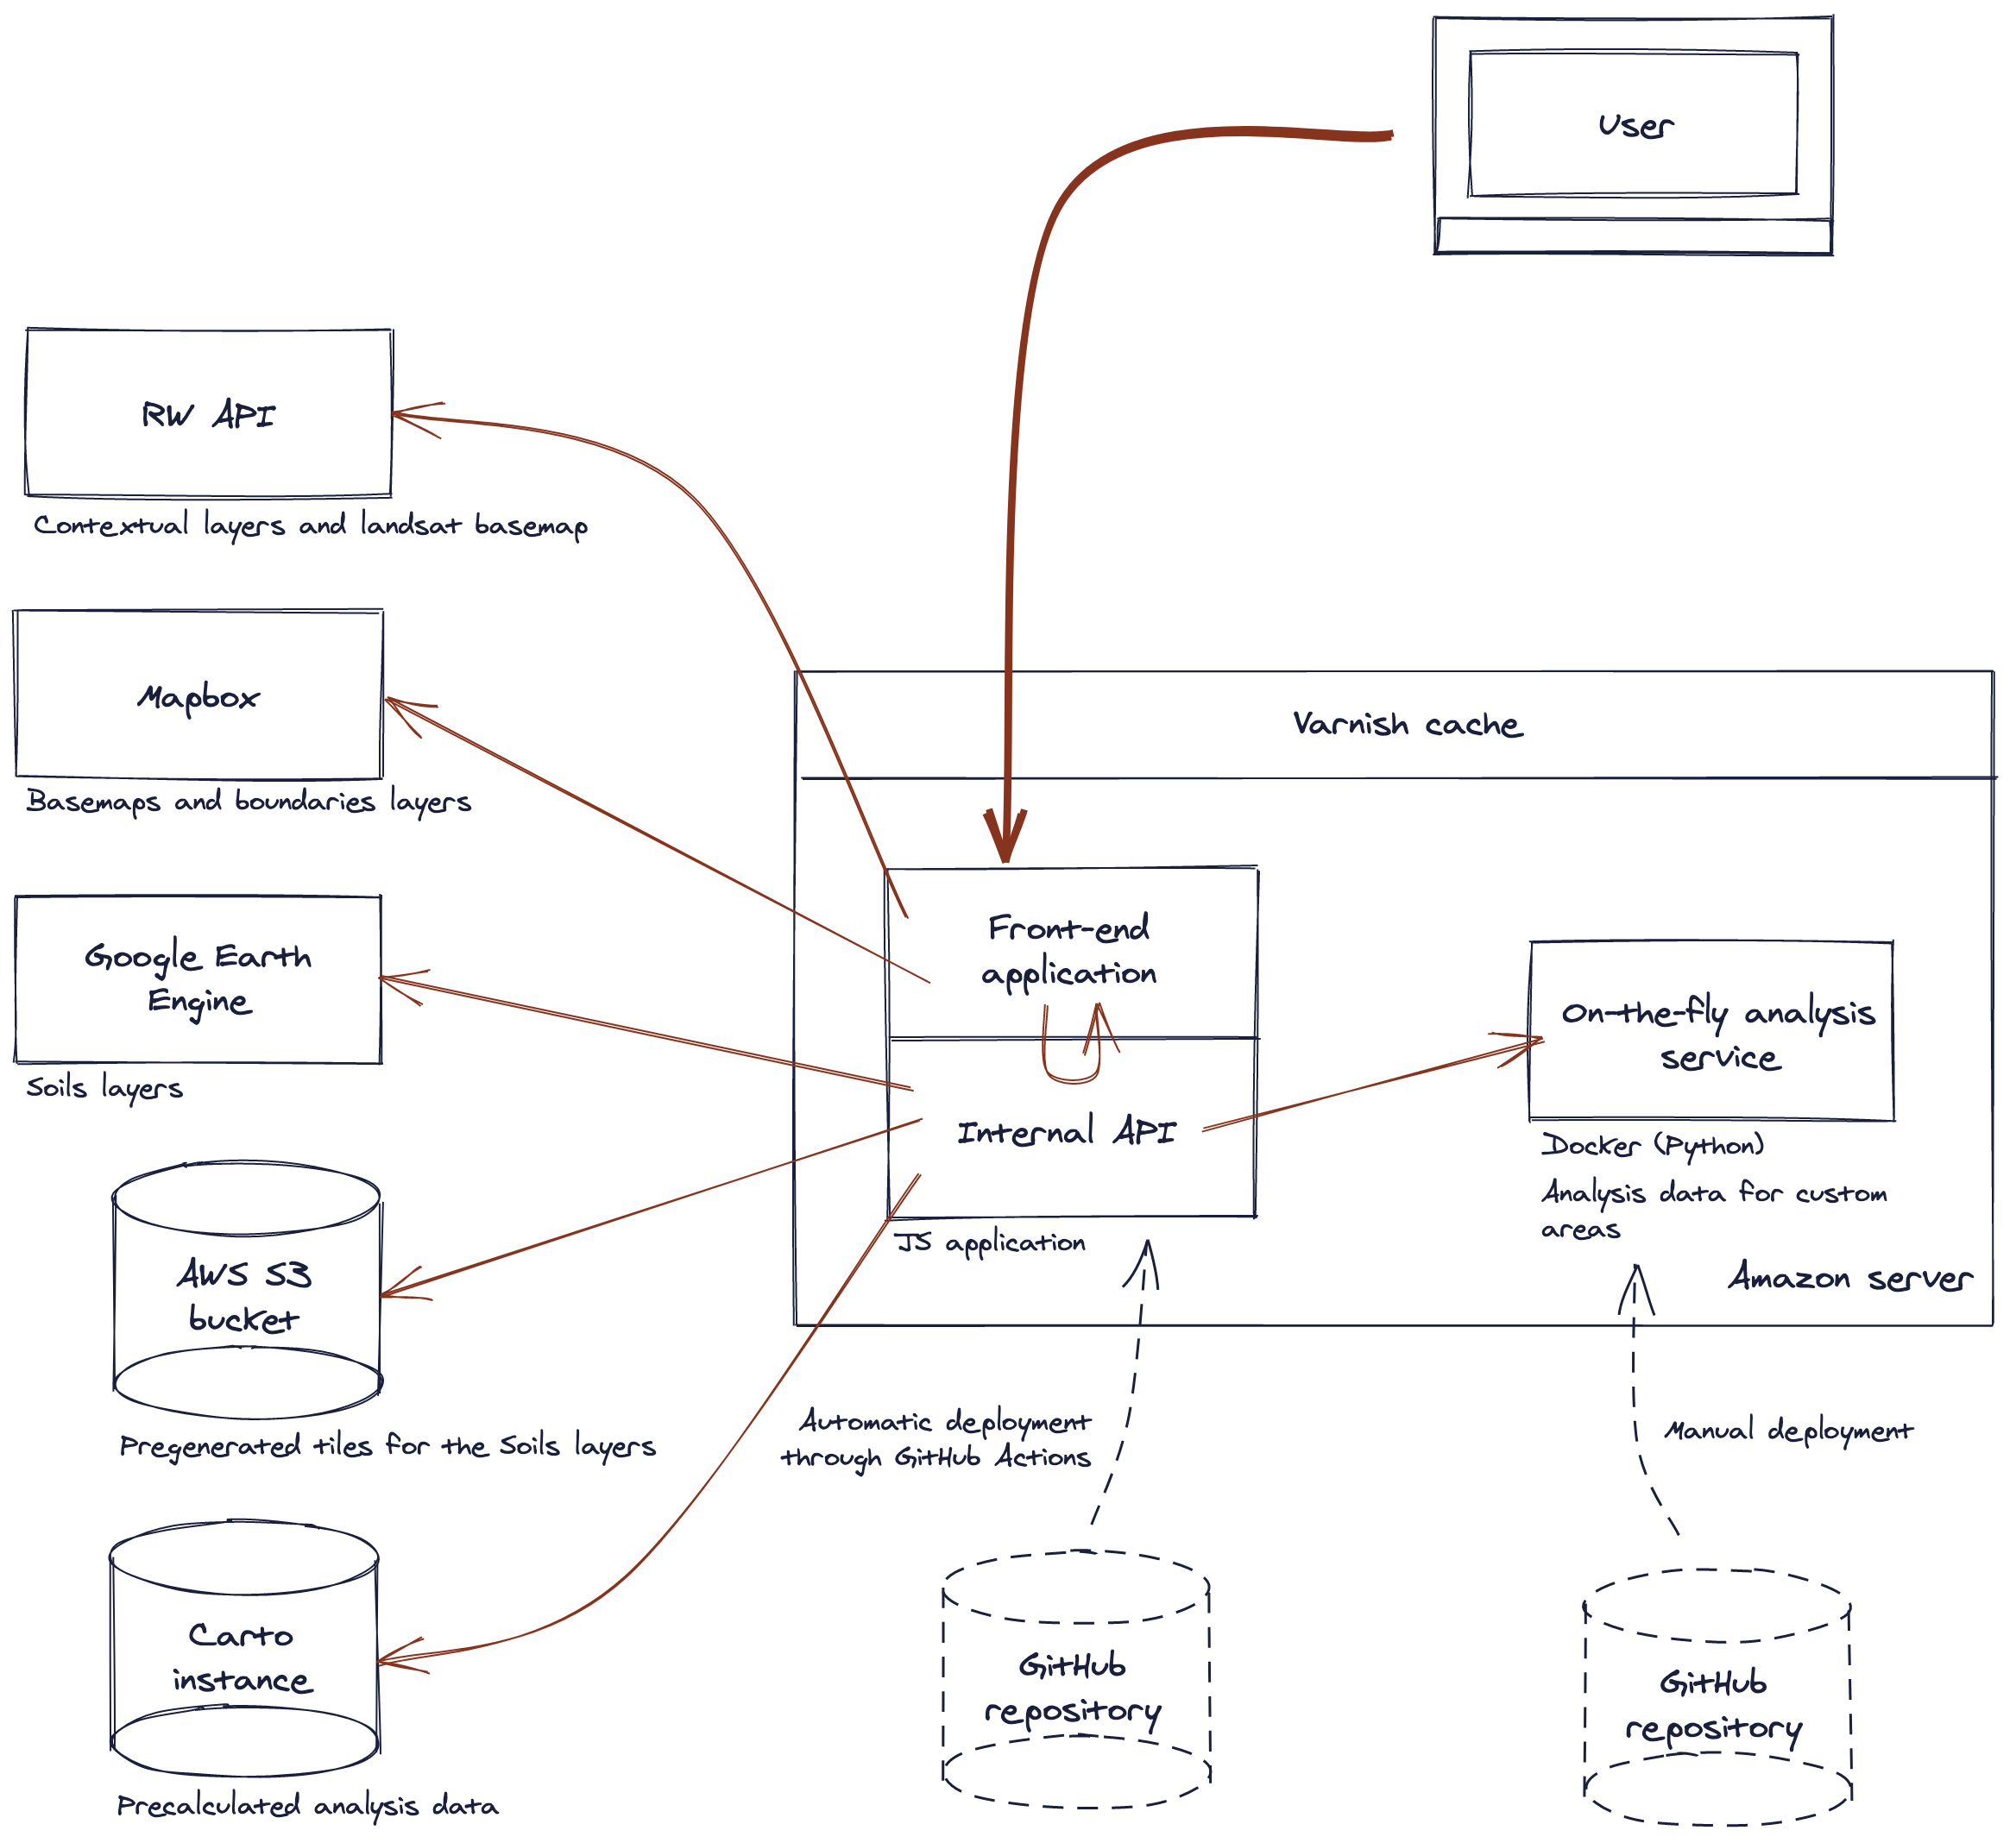 User
RW API
Contextual layers and landsat basemap
Mapbox
Basemaps and boundaries layers
Google Earth
Engine
Soils layers
AWS S3
bucket
Pregenerated tiles for the Soils layers
Carto
instance
Precalculated analysis data
Varnish cache
Front-end
application
Internal API
JS application
On-the-fly analysis
service
Docker (Python)
Analysis data for custom
areas
Amazon server
Automatic deployment
through GitHub Actions
Manual deployment
GitHub
repository
GitHub
repository